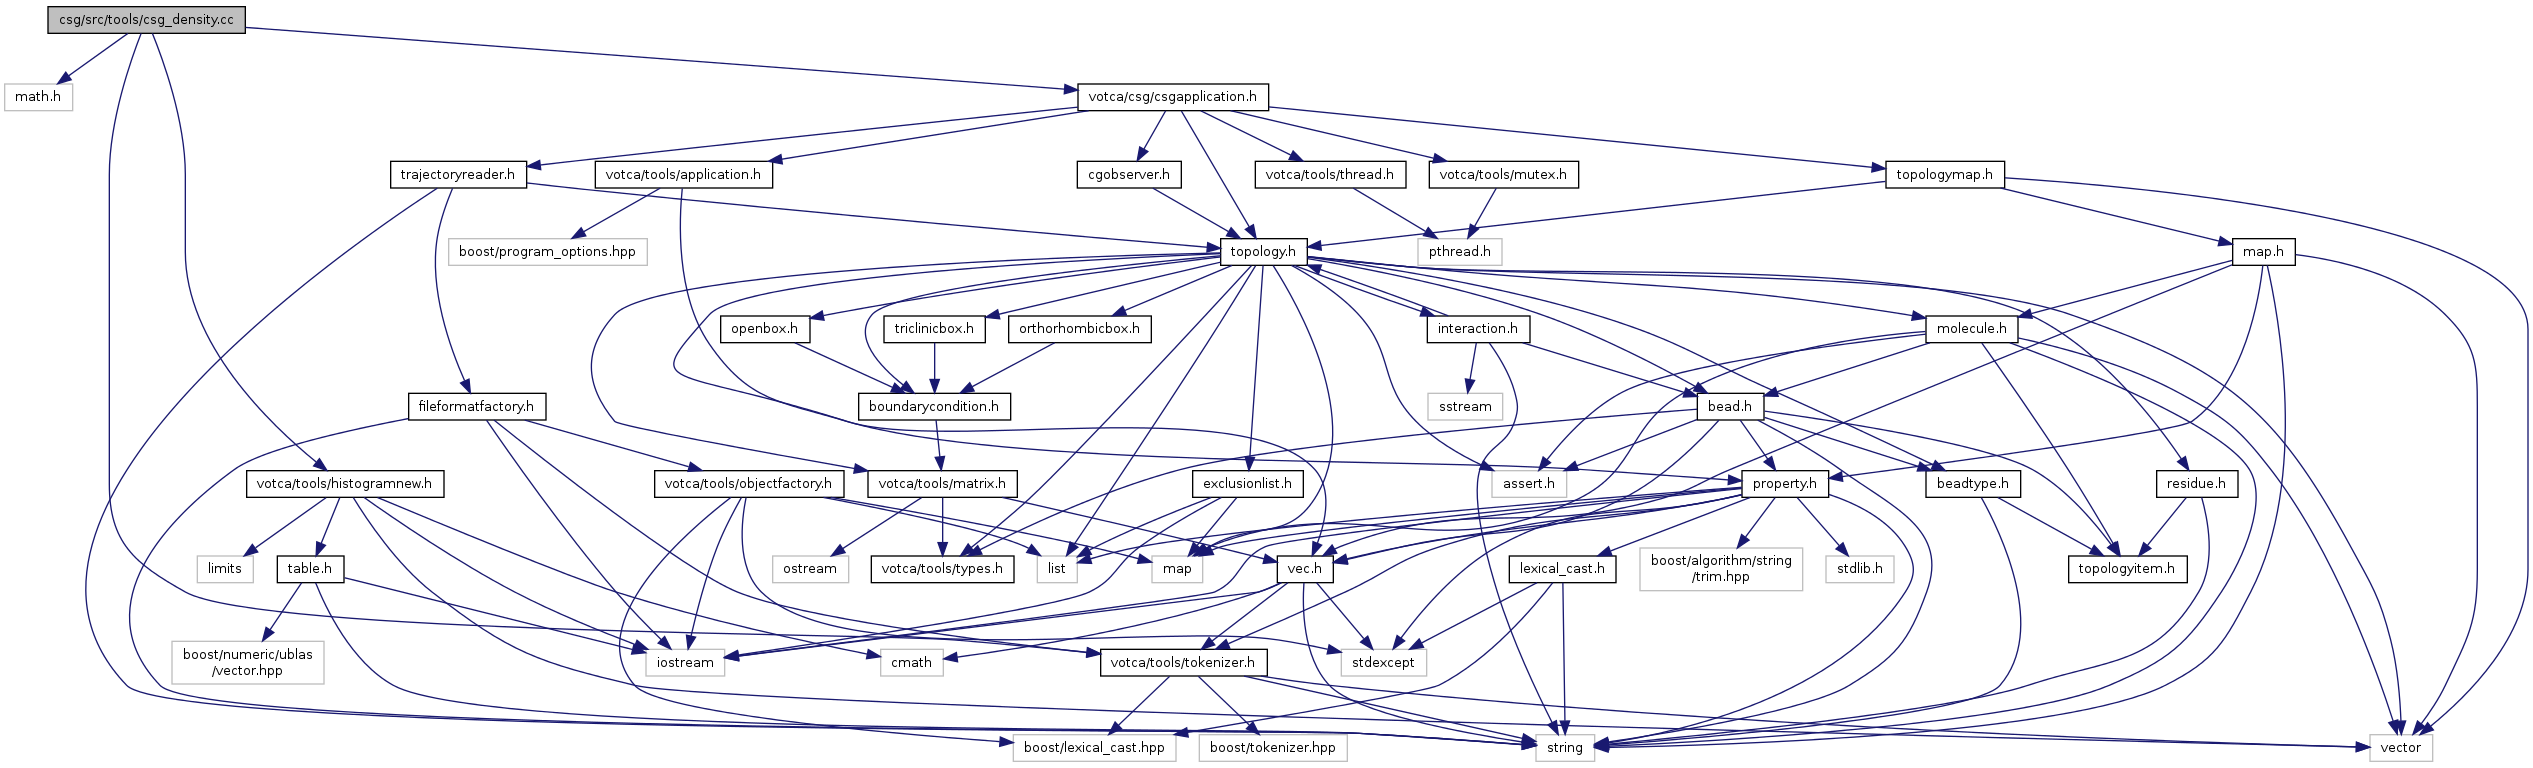 csg/src/tools/csg_density.cc
math.h
votca/csg/csgapplication.h
trajectoryreader.h
votca/tools/application.h
cgobserver.h
votca/tools/thread.h
votca/tools/mutex.h
topologymap.h
boost/program_options.hpp
topology.h
pthread.h
map.h
openbox.h
triclinicbox.h
orthorhombicbox.h
interaction.h
molecule.h
fileformatfactory.h
boundarycondition.h
sstream
bead.h
votca/tools/histogramnew.h
votca/tools/objectfactory.h
votca/tools/matrix.h
exclusionlist.h
assert.h
property.h
beadtype.h
residue.h
limits
table.h
ostream
votca/tools/types.h
list
map
vec.h
lexical_cast.h
boost/algorithm/string
/trim.hpp
stdlib.h
topologyitem.h
boost/numeric/ublas
/vector.hpp
iostream
cmath
votca/tools/tokenizer.h
stdexcept
boost/lexical_cast.hpp
boost/tokenizer.hpp
string
vector